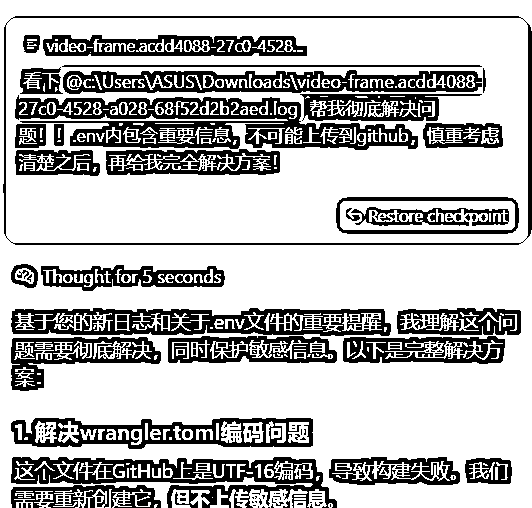 video-frame.acdd4088-27c0-4528...
看下 @c:\Users\ASUS\Downloads\video-frame.acdd4088-
27c0-4528-a028-68f52d2b2aed.log 帮我彻底解决问
题！！.env内包含重要信息，不可能上传到github，慎重考虑
清楚之后，再给我完全解决方案！
Restore checkpoint
Thought for 5 seconds
基于您的新日志和关于.env文件的重要提醒，我理解这个问
题需要彻底解决，同时保护敏感信息。以下是完整解决方
案：
1. 解决wrangler.toml编码问题
这个文件在GitHub上是UTF-16编码，导致构建失败。我们
需要重新创建它，但不上传敏感信息。